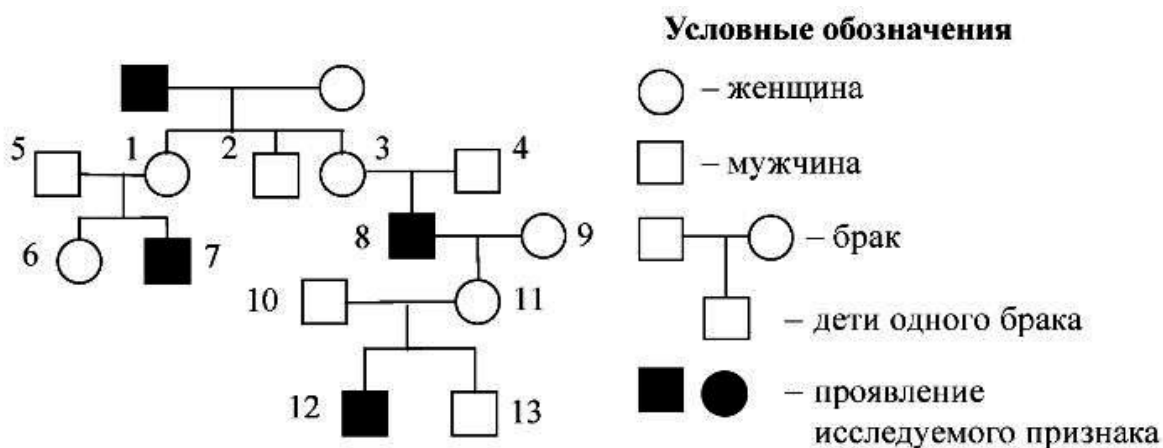 Условные обозначения
– женщина
5 1 2 3 4
– мужчина
6 7 8 9
– брак
10 11
– дети одного брака
12 13
– проявление
исследуемого признака